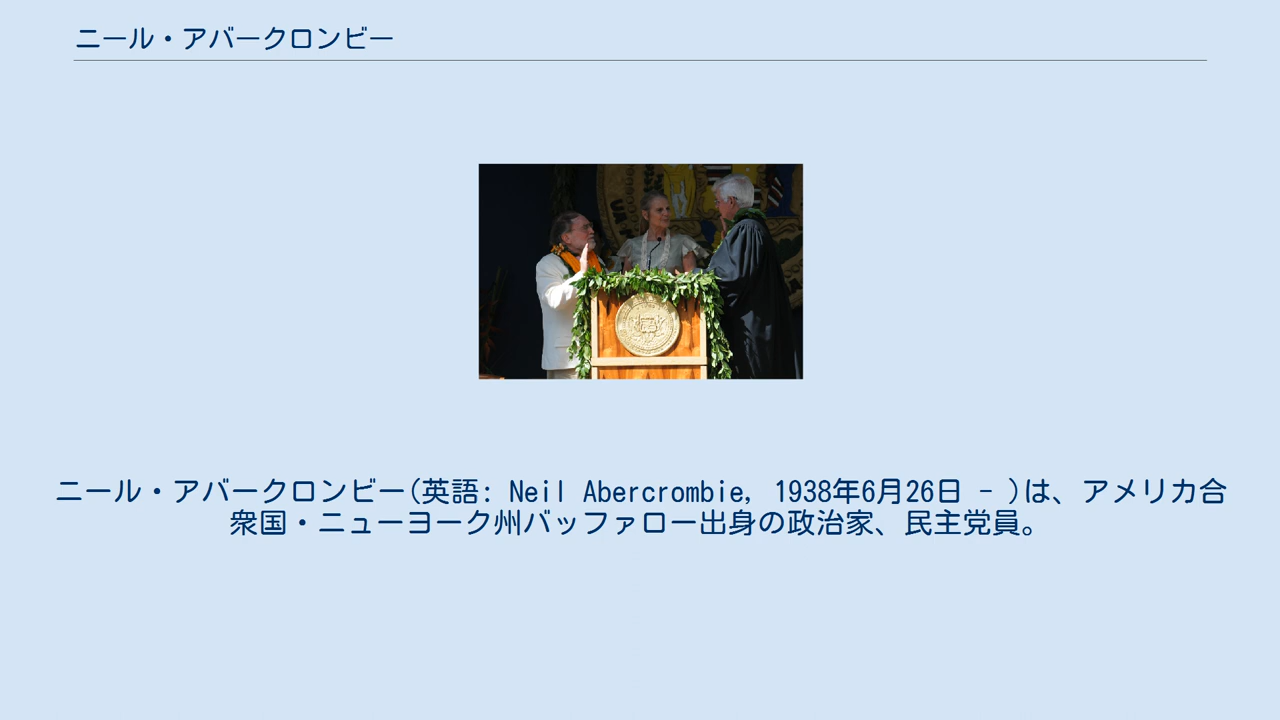 ニール・アバークロンビー
ニール・アバークロンビー(英語: Neil Abercrombie, 1938年6月26日 - )は、アメリカ合
衆国・ニューヨーク州バッファロー出身の政治家、民主党員。